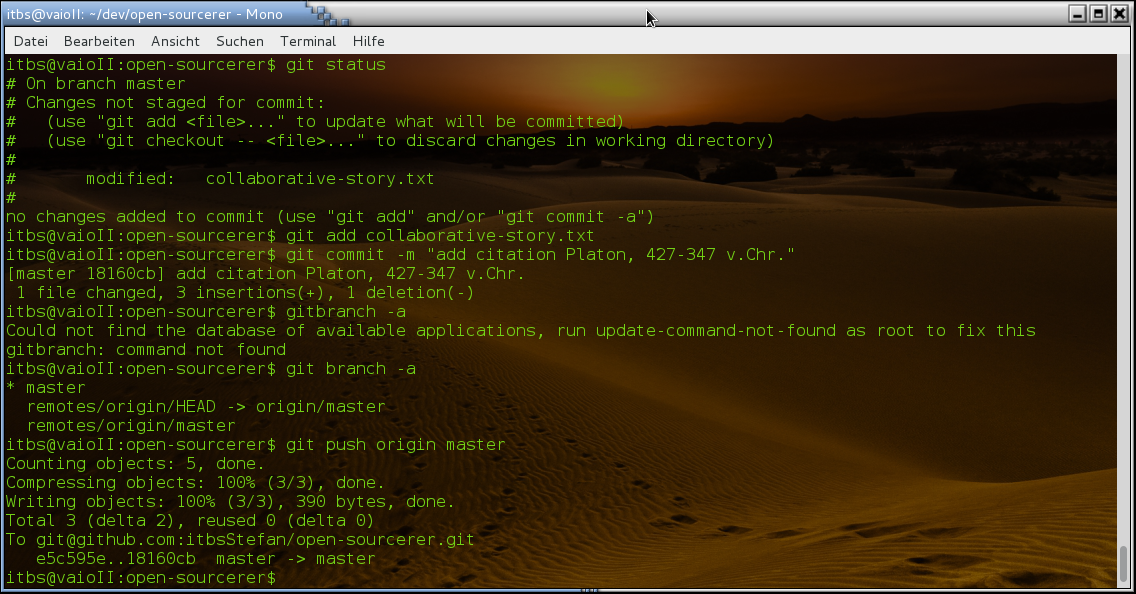 itbs@vaioII: ~/dev/open-sourcerer - Mono
Datei Bearbeiten Ansicht Suchen Terminal Hilfe
itbs@vaioII:open-sourcerer$ git status
# On branch master
# Changes not staged for commit:
#   (use "git add <file>..." to update what will be committed)
#   (use "git checkout -- <file>..." to discard changes in working directory)
#
#       modified:   collaborative-story.txt
#
no changes added to commit (use "git add" and/or "git commit -a")
itbs@vaioII:open-sourcerer$ git add collaborative-story.txt
itbs@vaioII:open-sourcerer$ git commit -m "add citation Platon, 427-347 v.Chr."
[master 18160cb] add citation Platon, 427-347 v.Chr.
 1 file changed, 3 insertions(+), 1 deletion(-)
itbs@vaioII:open-sourcerer$ gitbranch -a
Could not find the database of available applications, run update-command-not-found as root to fix this
gitbranch: command not found
itbs@vaioII:open-sourcerer$ git branch -a
* master
  remotes/origin/HEAD -> origin/master
  remotes/origin/master
itbs@vaioII:open-sourcerer$ git push origin master
Counting objects: 5, done.
Compressing objects: 100% (3/3), done.
Writing objects: 100% (3/3), 390 bytes, done.
Total 3 (delta 2), reused 0 (delta 0)
To git@github.com:itbsStefan/open-sourcerer.git
   e5c595e..18160cb  master -> master
itbs@vaioII:open-sourcerer$